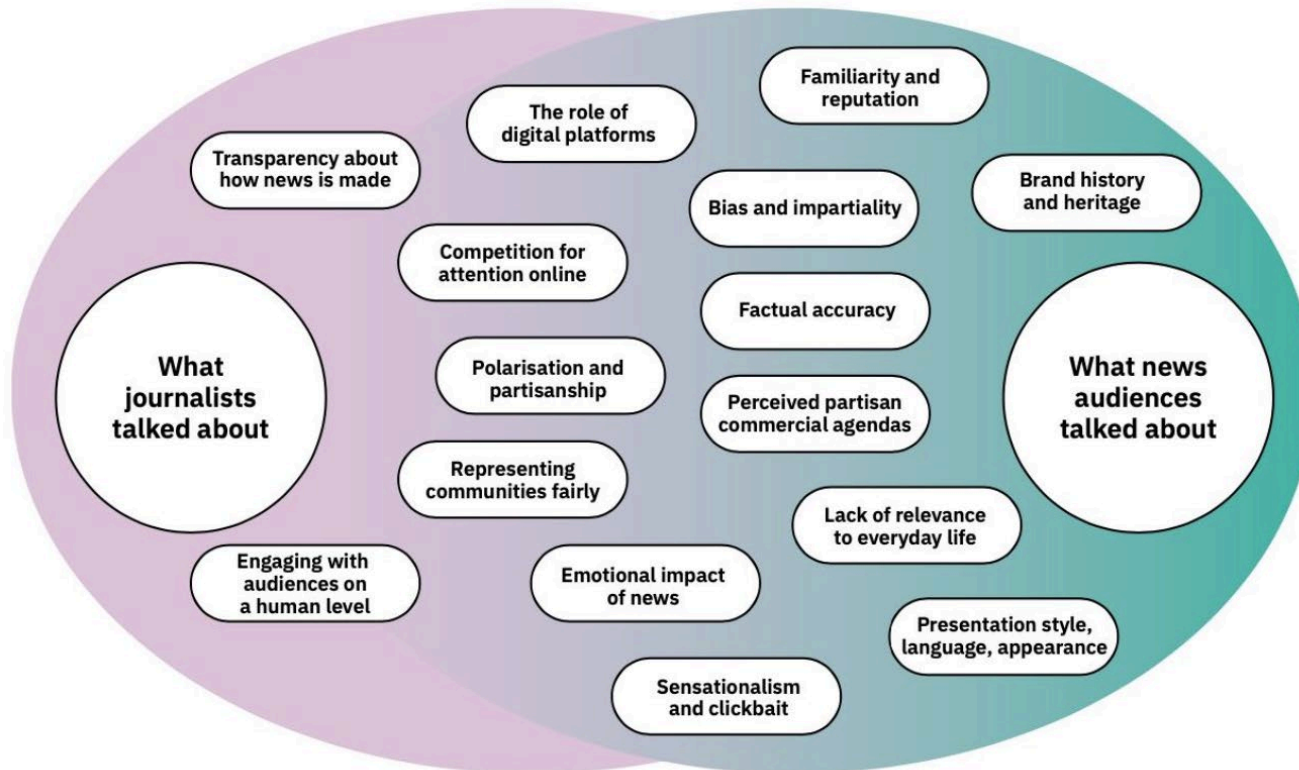 Familiarity and
reputation
The role of
digital platforms
Transparency about
how news is made
Brand history
and heritage
Bias and impartiality
Competition for
attention online
Factual accuracy
What
journalists
talked about
What news
audiences
talked about
Polarisation and
partisanship
Perceived partisan
commercial agendas
Representing
communities fairly
Lack of relevance
to everyday life
Engaging with
audiences on
a human level
Emotional impact
of news
Presentation style,
language, appearance
Sensationalism
and clickbait